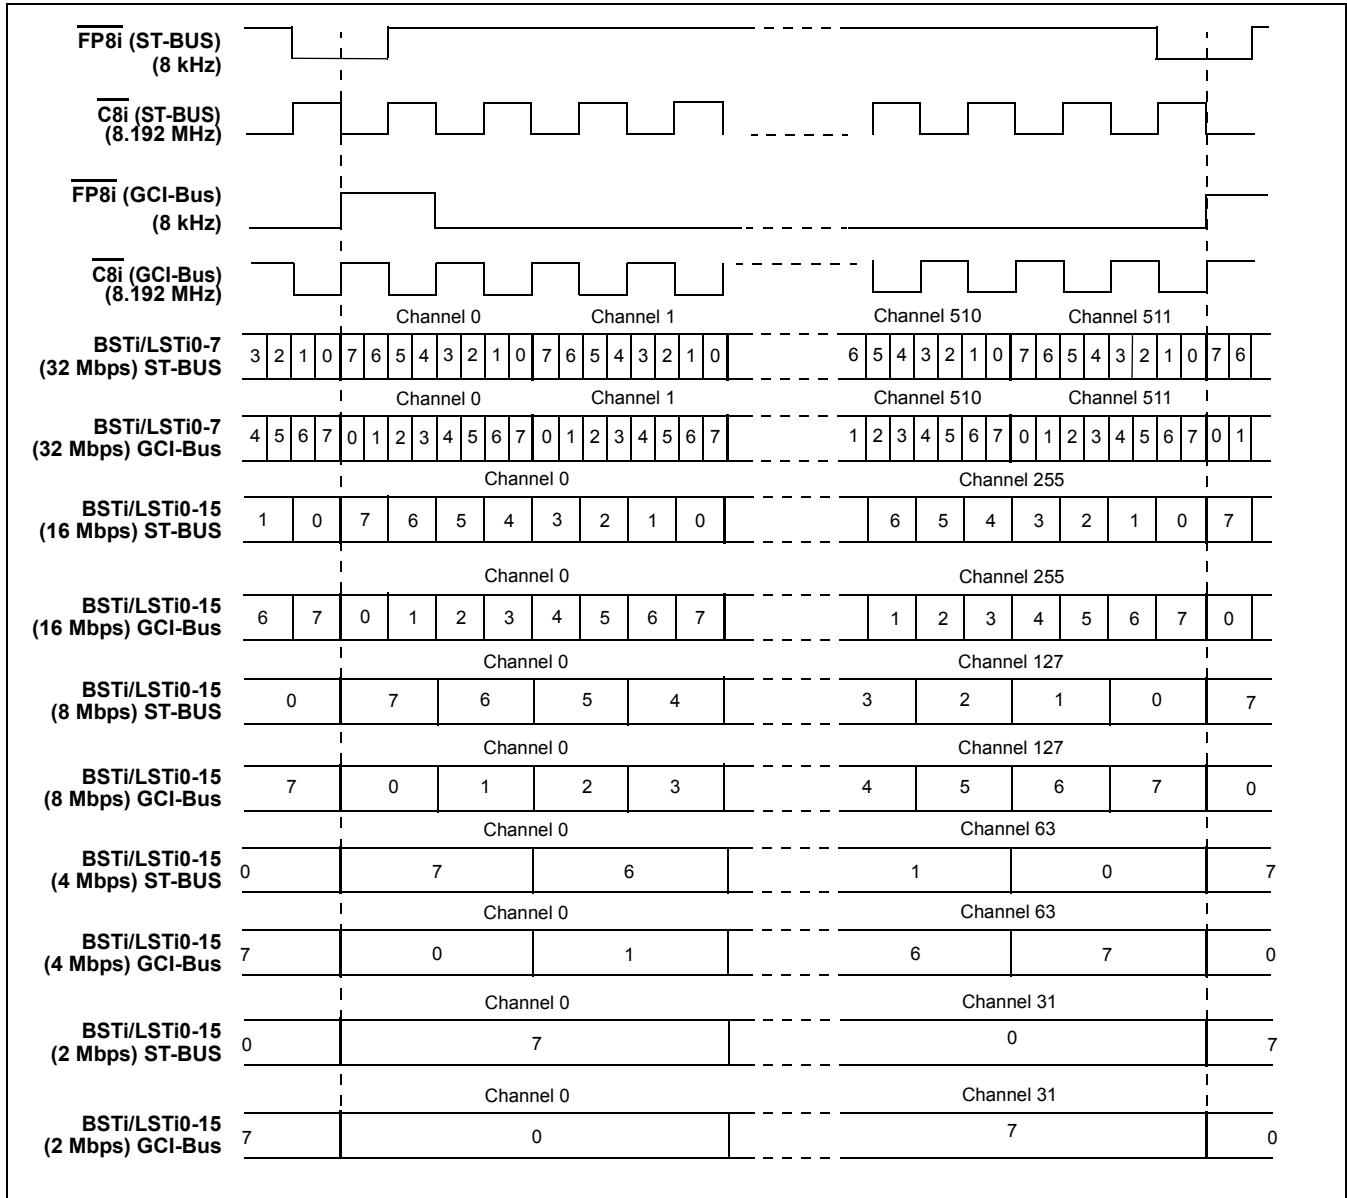 FP8i (ST-BUS)
(8 kHz)
C8i (ST-BUS)
(8.192 MHz)
FP8i (GCI-Bus)
(8 kHz)
C8i (GCI-Bus)
(8.192 MHz)
Channel 0 Channel 1 Channel 510 Channel 511
BSTi/LSTi0-7
(32 Mbps) ST-BUS
3 2 1 0 7 6 5 4 3 2 1 0 7 6 5 4 3 2 1 0 6 5 4 3 2 1 0 7 6 5 4 3 2 1 0 7 6
Channel 0 Channel 1 Channel 510 Channel 511
BSTi/LSTi0-7
(32 Mbps) GCI-Bus
4 5 6 7 0 1 2 3 4 5 6 7 0 1 2 3 4 5 6 7 1 2 3 4 5 6 7 0 1 2 3 4 5 6 7 0 1
Channel 0 Channel 255
BSTi/LSTi0-15
(16 Mbps) ST-BUS
1 0 7 6 5 4 3 2 1 0 6 5 4 3 2 1 0 7
Channel 0 Channel 255
BSTi/LSTi0-15
(16 Mbps) GCI-Bus
6 7 0 1 2 3 4 5 6 7 1 2 3 4 5 6 7 0
Channel 0 Channel 127
BSTi/LSTi0-15
(8 Mbps) ST-BUS
0 7 6 5 4 3 2 1 0 7
Channel 0 Channel 127
BSTi/LSTi0-15
(8 Mbps) GCI-Bus
7 0 1 2 3 4 5 6 7 0
Channel 0 Channel 63
BSTi/LSTi0-15
(4 Mbps) ST-BUS
0 7 6 1 0 7
Channel 0 Channel 63
BSTi/LSTi0-15
(4 Mbps) GCI-Bus
7 0 1 6 7 0
Channel 0 Channel 31
BSTi/LSTi0-15
(2 Mbps) ST-BUS
0 7 0 7
Channel 0 Channel 31
BSTi/LSTi0-15
(2 Mbps) GCI-Bus
7 0 7 0